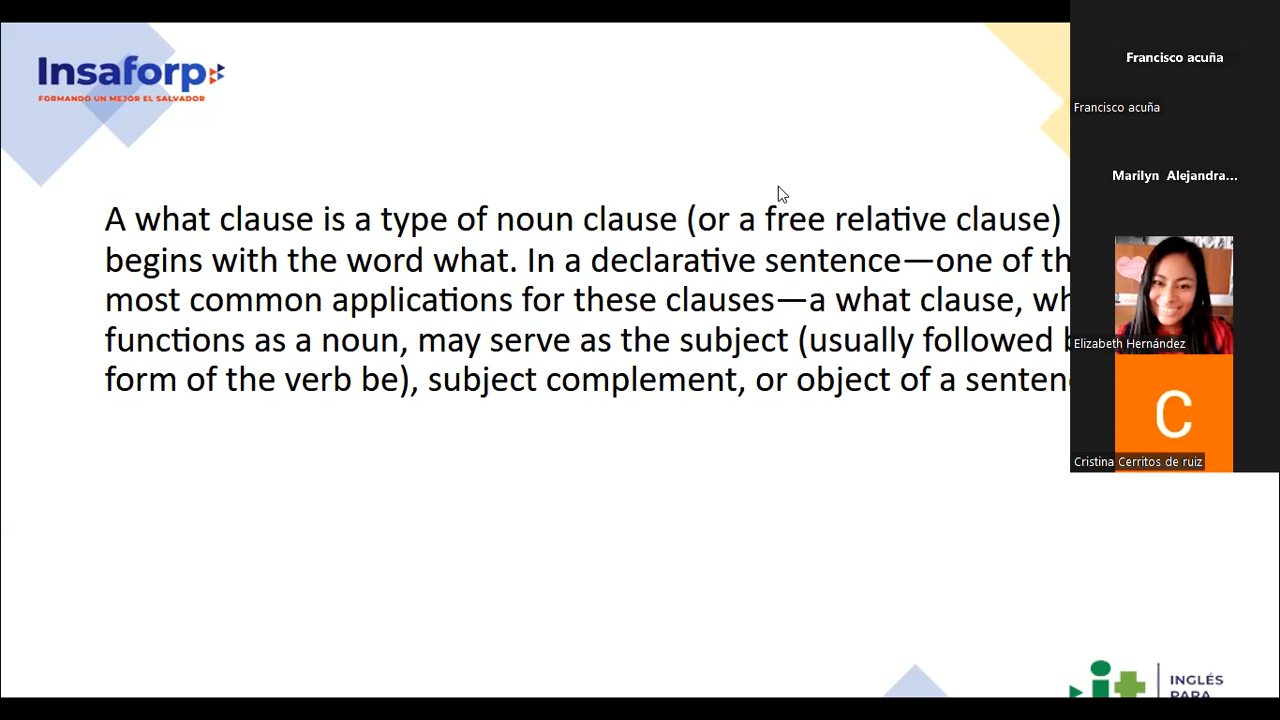 Insaforp
FORMANDO UN MEJOR EL SALVADOR
A what clause is a type of noun clause (or a free relative clause)
begins with the word what. In a declarative sentence—one of
most common applications for these clauses—a what clause,
functions as a noun, may serve as the subject (usually followed
form of the verb be), subject complement, or object of a
Francisco acuña
Francisco acuña
Marilyn Alejandra...
Elizabeth Hernández
C
Cristina Cerritos de ruiz
i+
INGLÉS
PARA